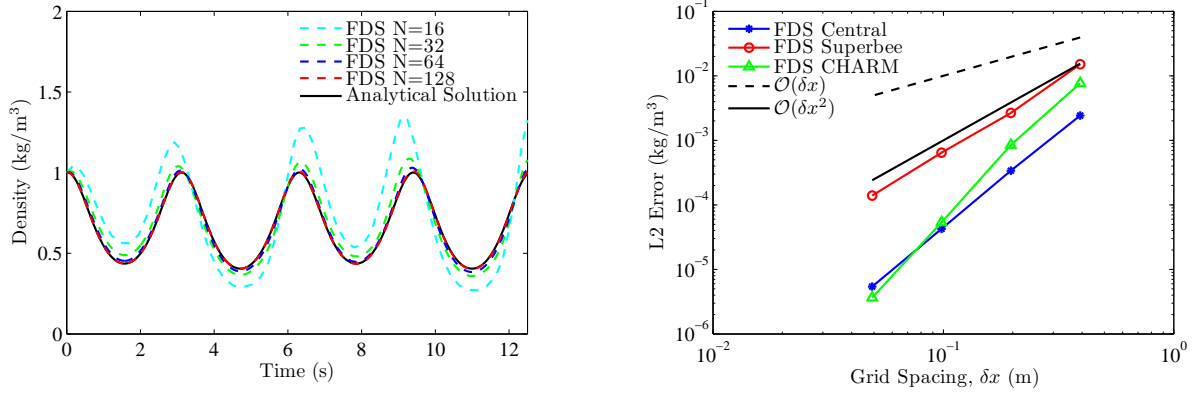 2
1.5
1
0.5
0
0
2
4
6
8
10
12
Density (kg/m³)
Time (s)
FDS N=16
FDS N=32
FDS N=64
FDS N=128
Analytical Solution
10⁻¹
10⁻²
10⁻³
10⁻⁴
10⁻⁵
10⁻⁶
10⁻²
10⁻¹
10⁰
L2 Error (kg/m³)
Grid Spacing, δx (m)
FDS Central
FDS Superbee
FDS CHARM
𝒪(δx)
𝒪(δx²)